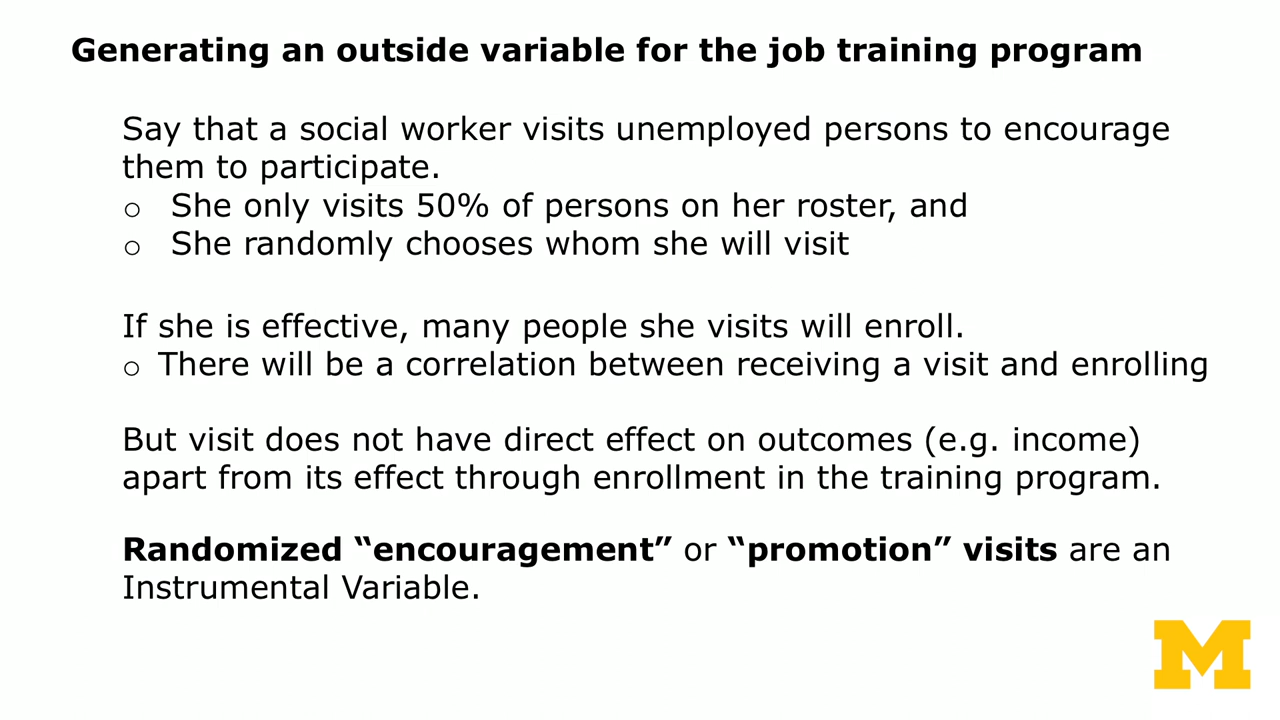 Generating an outside variable for the job training program
Say that a social worker visits unemployed persons to encourage
them to participate.
o She only visits 50% of persons on her roster, and
o She randomly chooses whom she will visit
If she is effective, many people she visits will enroll.
o There will be a correlation between receiving a visit and enrolling
But visit does not have direct effect on outcomes (e.g. income)
apart from its effect through enrollment in the training program.
Randomized “encouragement” or “promotion” visits are an
Instrumental Variable.
M